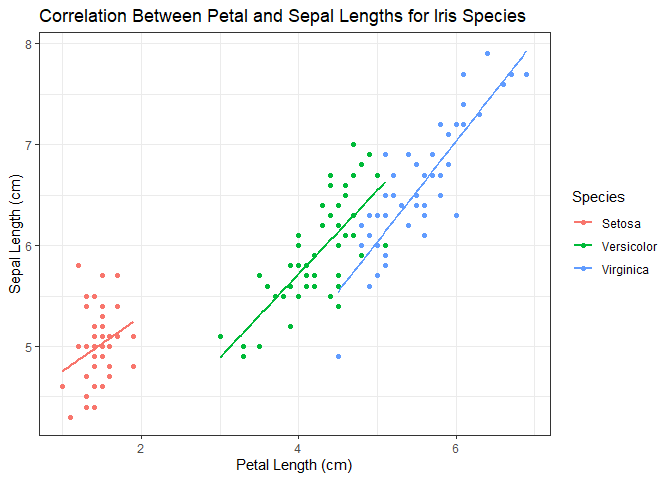 Correlation Between Petal and Sepal Lengths for Iris Species
8
7
6
5
Sepal Length (cm)
2 4 6
Petal Length (cm)
Species
Setosa
Versicolor
Virginica